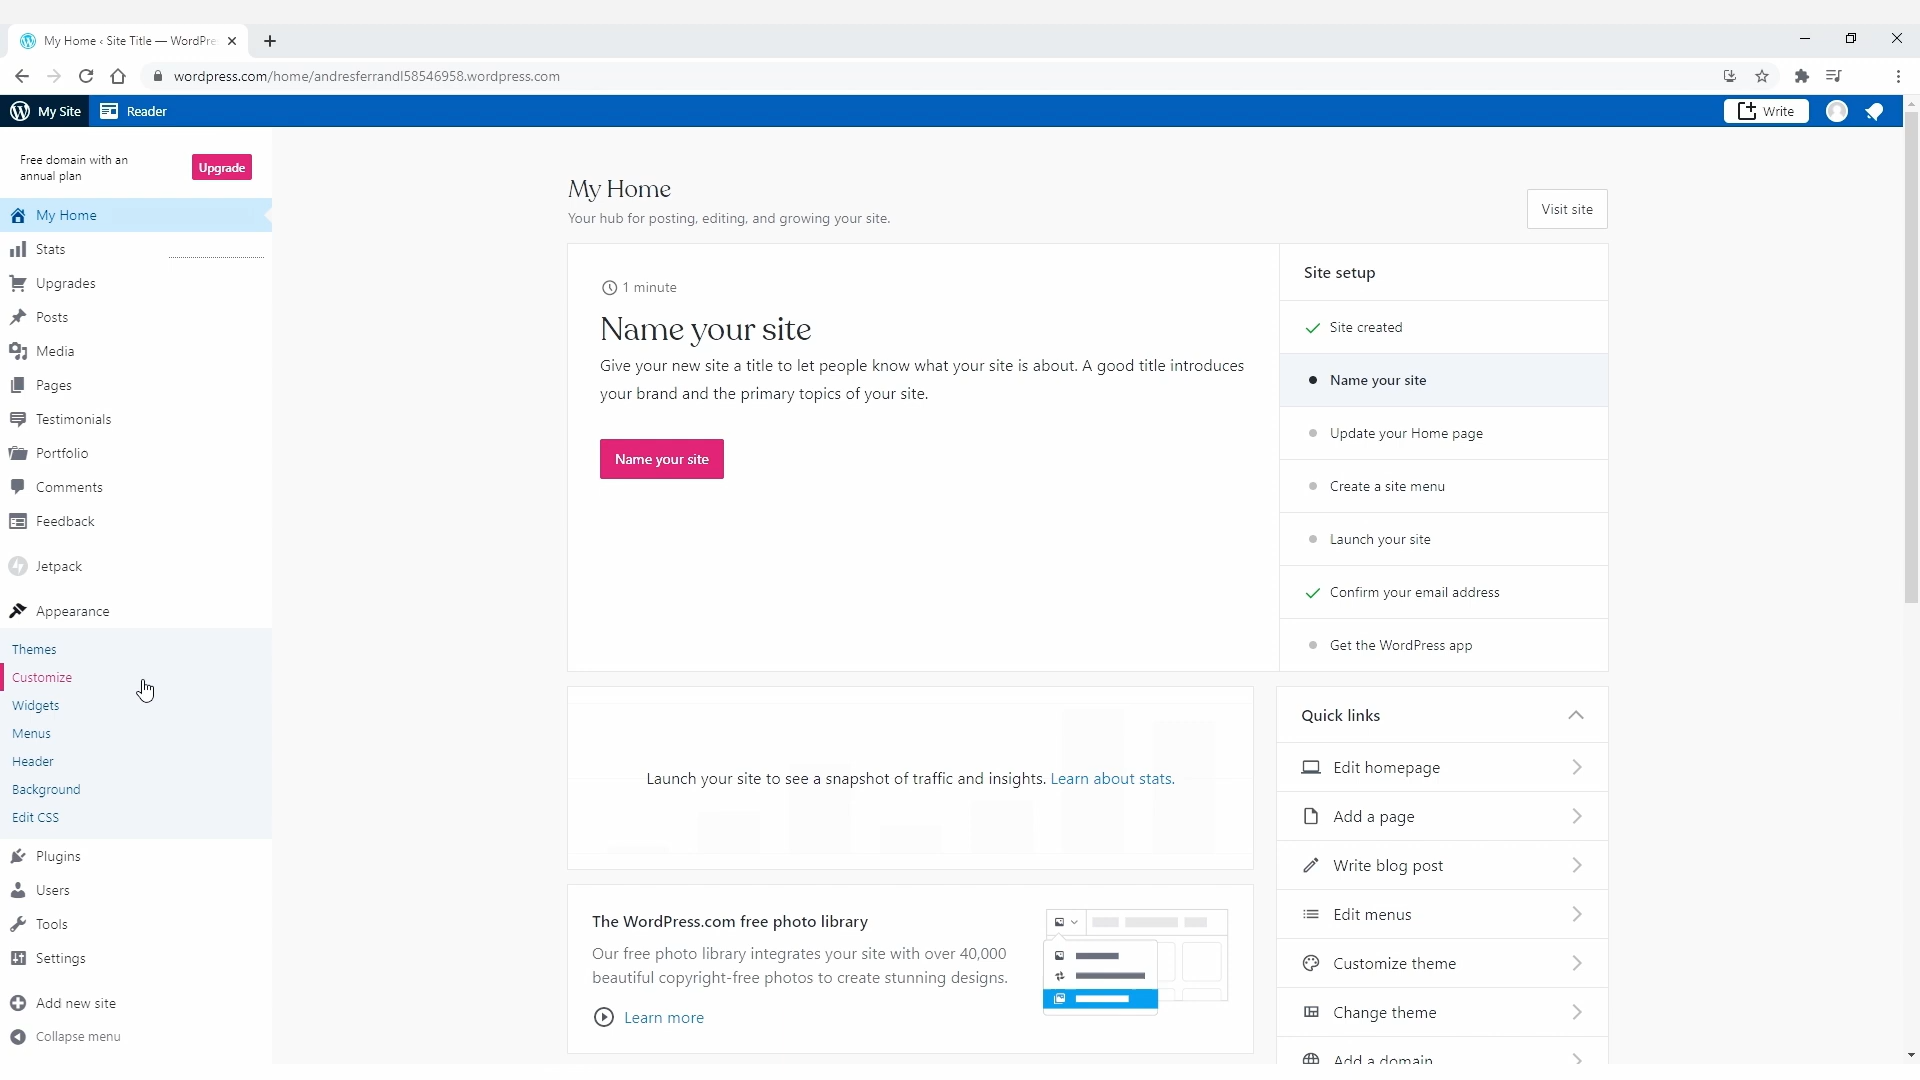 My Home ‹ Site Title — WordPre
wordpress.com/home/andresferrandl58546958.wordpress.com
My Site
Reader
Write
Free domain with an
annual plan
Upgrade
My Home
Stats
Upgrades
Posts
Media
Pages
Testimonials
Portfolio
Comments
Feedback
Jetpack
Appearance
Themes
Customize
Widgets
Menus
Header
Background
Edit CSS
Plugins
Users
Tools
Settings
Add new site
Collapse menu
My Home
Your hub for posting, editing, and growing your site.
Visit site
1 minute
Name your site
Give your new site a title to let people know what your site is about. A good title introduces
your brand and the primary topics of your site.
Name your site
Site setup
Site created
Name your site
Update your Home page
Create a site menu
Launch your site
Confirm your email address
Get the WordPress app
Launch your site to see a snapshot of traffic and insights. Learn about stats.
The WordPress.com free photo library
Our free photo library integrates your site with over 40,000
beautiful copyright-free photos to create stunning designs.
Learn more
Quick links
Edit homepage
Add a page
Write blog post
Edit menus
Customize theme
Change theme
Add a domain